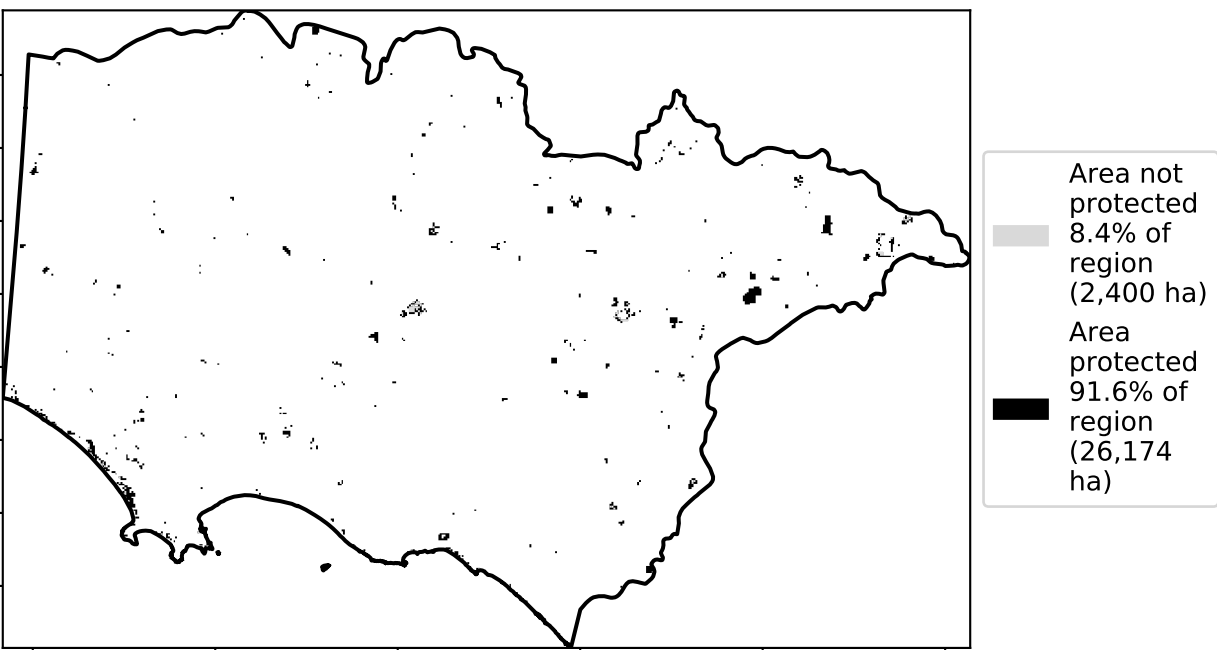 Area not
protected
8.4% of
region
(2,400 ha)
Area
protected
91.6% of
region
(26,174
ha)